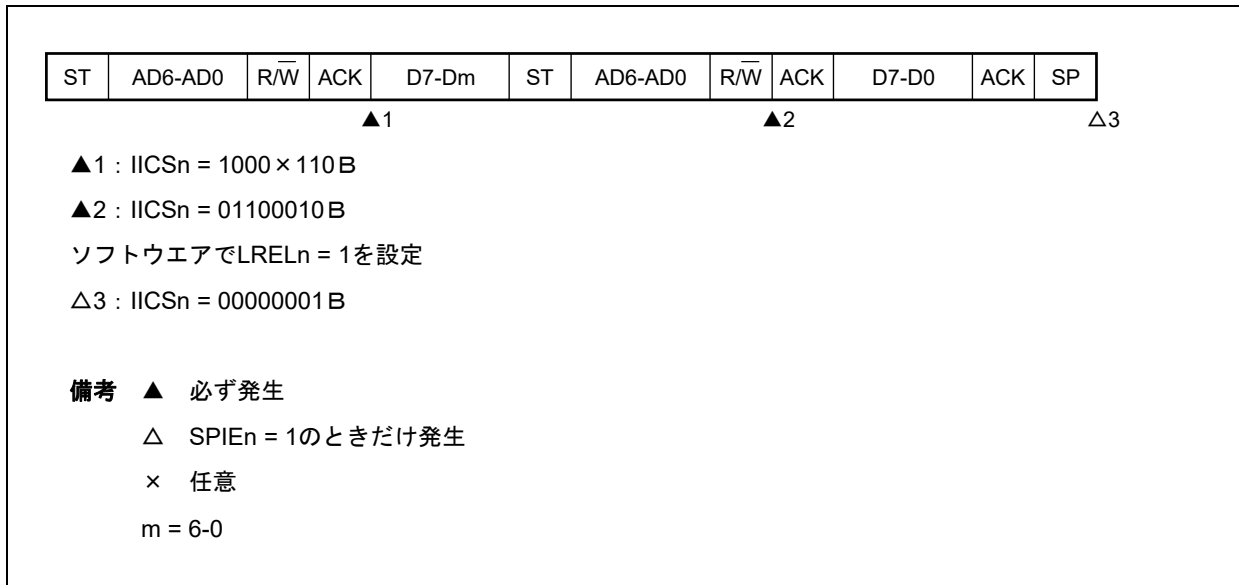 ST AD6-AD0 R/W̅ ACK D7-Dm ST AD6-AD0 R/W̅ ACK D7-D0 ACK SP
▲1 ▲2 △3
▲1：IICSn = 1000×110B
▲2：IICSn = 01100010B
ソフトウエアでLRELn = 1を設定
△3：IICSn = 00000001B
備考 ▲ 必ず発生
△ SPIEn = 1のときだけ発生
× 任意
m = 6-0